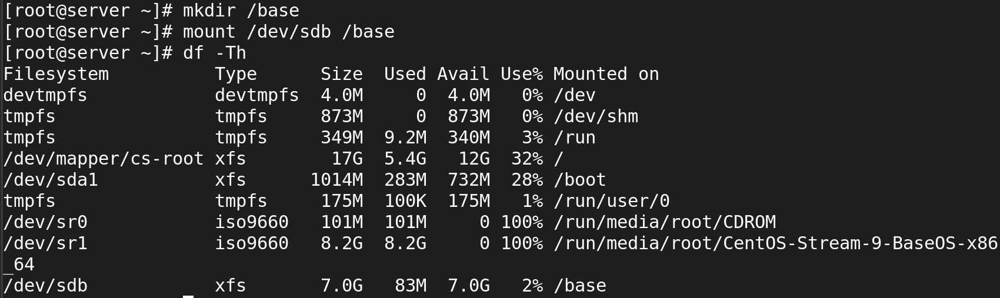 [root@server ~]# mkdir /base
[root@server ~]# mount /dev/sdb /base
[root@server ~]# df -Th
Filesystem          Type      Size  Used Avail Use% Mounted on
devtmpfs            devtmpfs  4.0M     0  4.0M   0% /dev
tmpfs               tmpfs     873M     0  873M   0% /dev/shm
tmpfs               tmpfs     349M  9.2M  340M   3% /run
/dev/mapper/cs-root xfs        17G  5.4G   12G  32% /
/dev/sda1           xfs      1014M  283M  732M  28% /boot
tmpfs               tmpfs     175M  100K  175M   1% /run/user/0
/dev/sr0            iso9660   101M  101M     0 100% /run/media/root/CDROM
/dev/sr1            iso9660   8.2G  8.2G     0 100% /run/media/root/CentOS-Stream-9-BaseOS-x86
_64
/dev/sdb            xfs       7.0G   83M  7.0G   2% /base